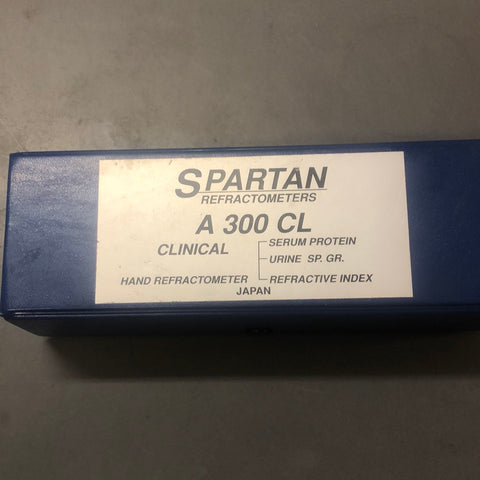 SPARTAN
REFRACTOMETERS
A 300 CL
CLINICAL
SERUM PROTEIN
URINE SP. GR.
HAND REFRACTOMETER
REFRACTIVE INDEX
JAPAN